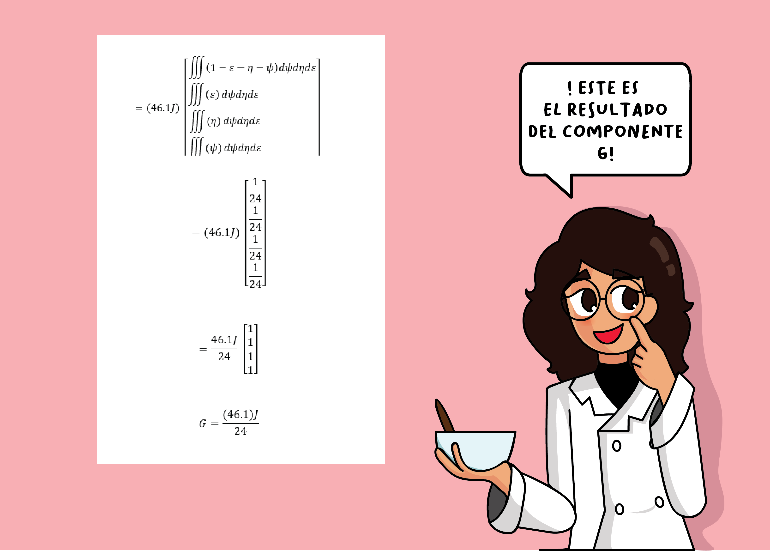 ∭(1 − ε − η − ψ)dψdηdε
= (46.1J) ∭(ε) dψdηdε
∭(η) dψdηdε
∭(ψ) dψdηdε
= (46.1J) [1/24 1/24 1/24 1/24]
= 46.1J/24 [1 1 1 1]
G = (46.1)J/24
! ESTE ES
EL RESULTADO
DEL COMPONENTE
G!